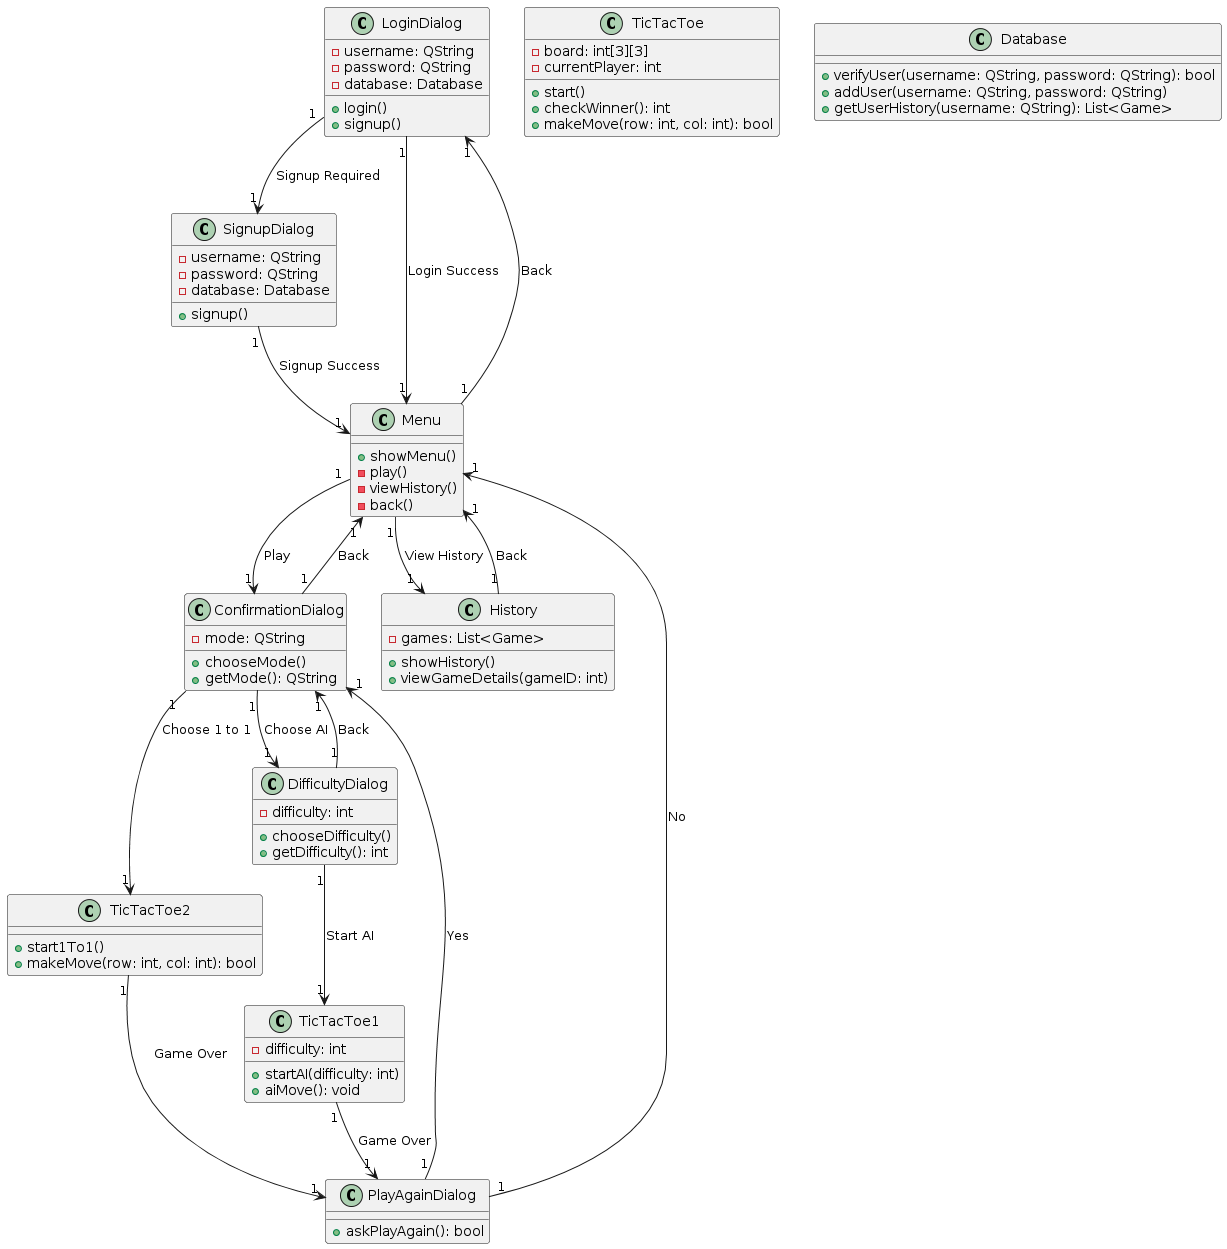 C LoginDialog
username: QString
password: QString
database: Database
login()
signup()
C TicTacToe
board: int[3][3]
currentPlayer: int
start()
checkWinner(): int
makeMove(row: int, col: int): bool
C Database
verifyUser(username: QString, password: QString): bool
addUser(username: QString, password: QString)
getUserHistory(username: QString): List<Game>
1
1
1
Signup Required
1
C SignupDialog
username: QString
password: QString
database: Database
signup()
Login Success
Back
1
Signup Success
1
1
1
C Menu
showMenu()
play()
viewHistory()
back()
1
1
1
1
1
1
Play
Back
View History
Back
1
1
1
1
C ConfirmationDialog
mode: QString
chooseMode()
getMode(): QString
C History
games: List<Game>
showHistory()
viewGameDetails(gameID: int)
1
1
1
1
Choose 1 to 1
Choose AI
Back
1
1
C DifficultyDialog
difficulty: int
chooseDifficulty()
getDifficulty(): int
No
1
1
C TicTacToe2
start1To1()
makeMove(row: int, col: int): bool
Start AI
Yes
1
1
C TicTacToe1
difficulty: int
startAI(difficulty: int)
aiMove(): void
Game Over
1
Game Over
1
1
1
1
C PlayAgainDialog
askPlayAgain(): bool